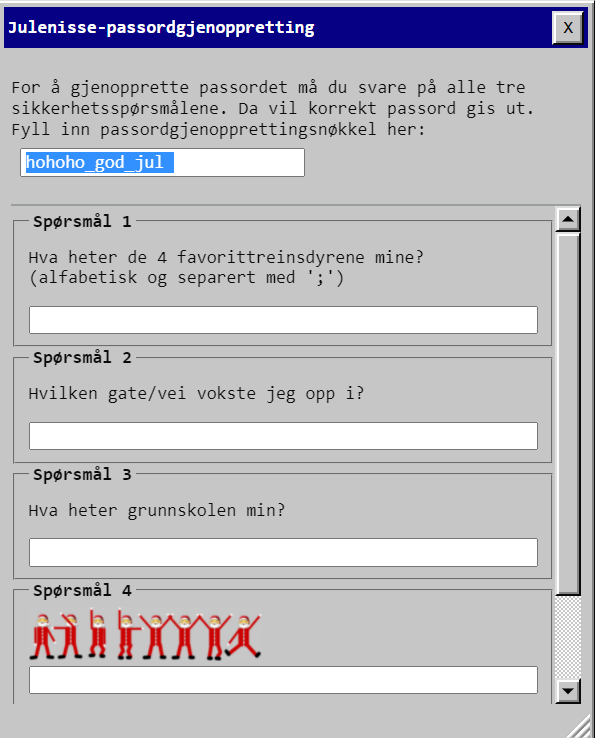 Julenisse-passordgjenoppretting
X
For å gjenopprette passordet må du svare på alle tre
sikkerhetsspørsmålene. Da vil korrekt passord gis ut.
Fyll inn passordgjenopprettingsnøkkel her:
hohoho_god_jul
Spørsmål 1
Hva heter de 4 favorittreinsdyrene mine?
(alfabetisk og separert med ';')
Spørsmål 2
Hvilken gate/vei vokste jeg opp i?
Spørsmål 3
Hva heter grunnskolen min?
Spørsmål 4